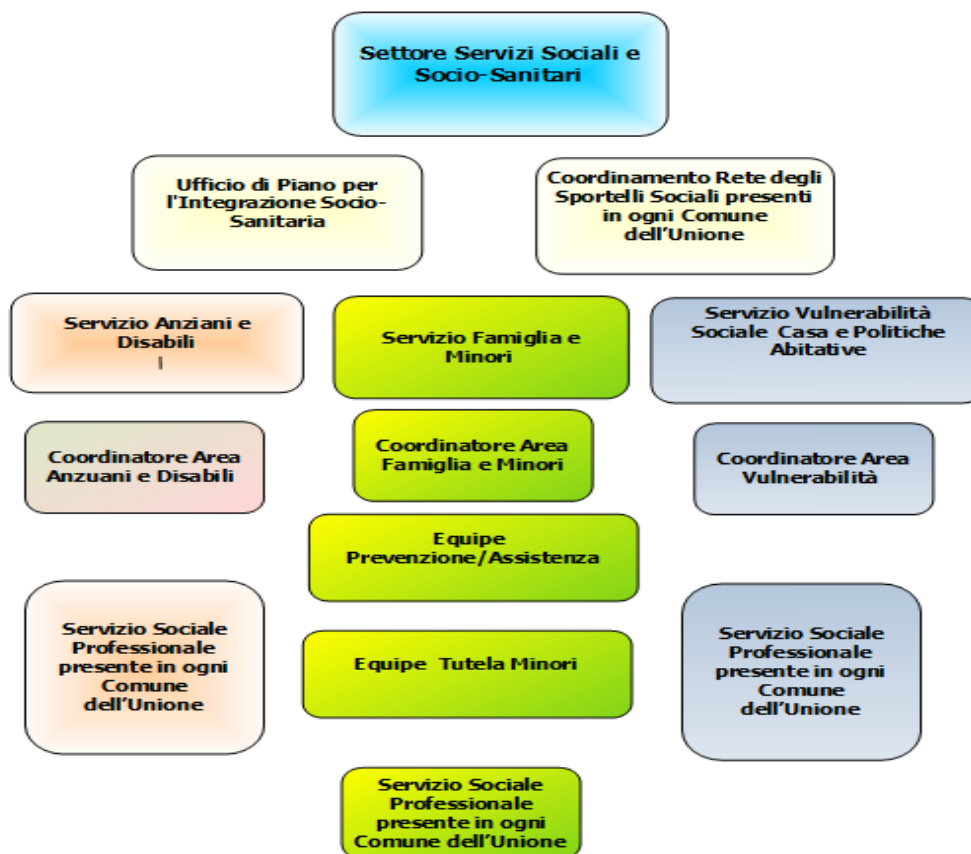 Settore Servizi Sociali e
Socio-Sanitari
Ufficio di Piano per
l'Integrazione Socio-
Sanitaria
Coordinamento Rete degli
Sportelli Sociali presenti
in ogni Comune
dell'Unione
Servizio Anziani e
Disabili
I
Servizio Famiglia e
Minori
Servizio Vulnerabilità
Sociale Casa e Politiche
Abitative
Coordinatore Area
Anzuani e Disabili
Coordinatore Area
Famiglia e Minori
Coordinatore Area
Vulnerabilità
Equipe
Prevenzione/Assistenza
Servizio Sociale
Professionale
presente in ogni
Comune
dell'Unione
Equipe Tutela Minori
Servizio Sociale
Professionale
presente in ogni
Comune
dell'Unione
Servizio Sociale
Professionale
presente in ogni
Comune dell'Unione